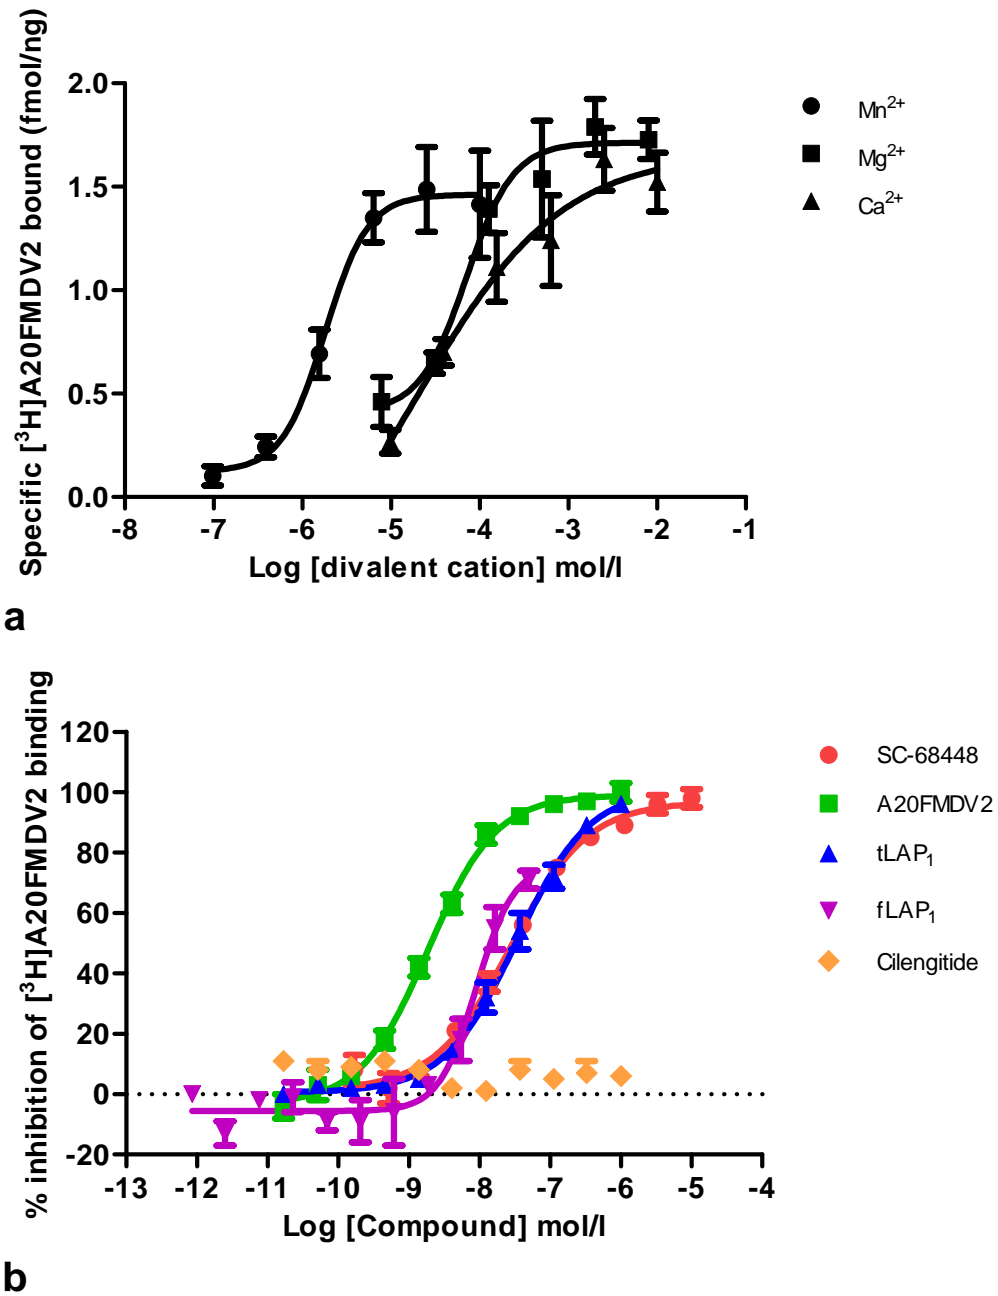 Specific [³H]A20FMDV2 bound (fmol/ng)
2.0
1.5
1.0
0.5
0.0
-8 -7 -6 -5 -4 -3 -2 -1
Log [divalent cation] mol/l
Mn²⁺
Mg²⁺
Ca²⁺
a
% inhibition of [³H]A20FMDV2 binding
120
100
80
60
40
20
0
-20
-13 -12 -11 -10 -9 -8 -7 -6 -5 -4
Log [Compound] mol/l
SC-68448
A20FMDV2
tLAP₁
fLAP₁
Cilengitide
b